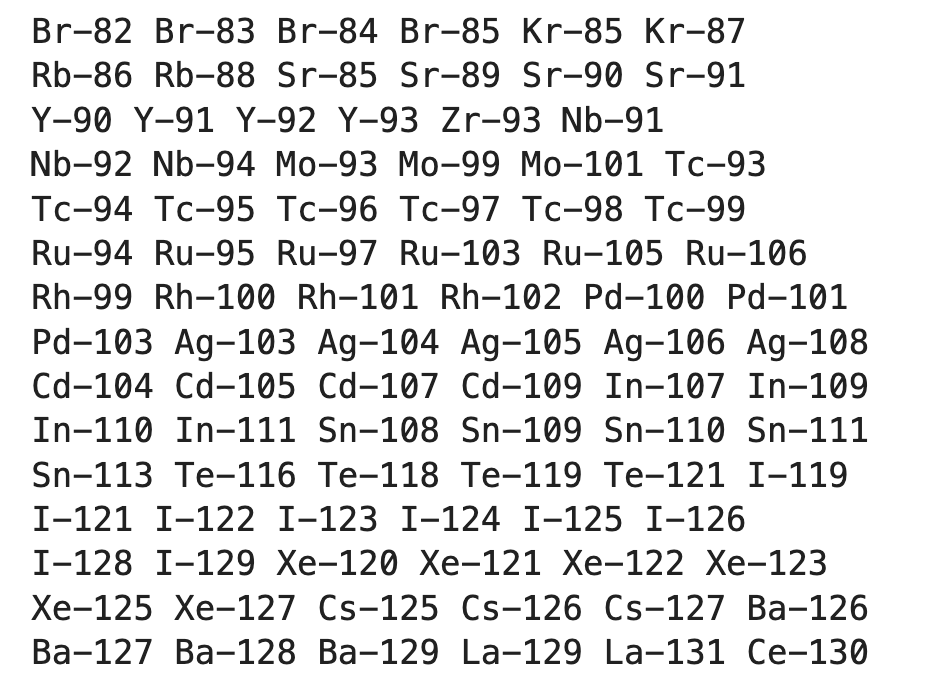 Br-82 Br-83 Br-84 Br-85 Kr-85 Kr-87
Rb-86 Rb-88 Sr-85 Sr-89 Sr-90 Sr-91
Y-90 Y-91 Y-92 Y-93 Zr-93 Nb-91
Nb-92 Nb-94 Mo-93 Mo-99 Mo-101 Tc-93
Tc-94 Tc-95 Tc-96 Tc-97 Tc-98 Tc-99
Ru-94 Ru-95 Ru-97 Ru-103 Ru-105 Ru-106
Rh-99 Rh-100 Rh-101 Rh-102 Pd-100 Pd-101
Pd-103 Ag-103 Ag-104 Ag-105 Ag-106 Ag-108
Cd-104 Cd-105 Cd-107 Cd-109 In-107 In-109
In-110 In-111 Sn-108 Sn-109 Sn-110 Sn-111
Sn-113 Te-116 Te-118 Te-119 Te-121 I-119
I-121 I-122 I-123 I-124 I-125 I-126
I-128 I-129 Xe-120 Xe-121 Xe-122 Xe-123
Xe-125 Xe-127 Cs-125 Cs-126 Cs-127 Ba-126
Ba-127 Ba-128 Ba-129 La-129 La-131 Ce-130